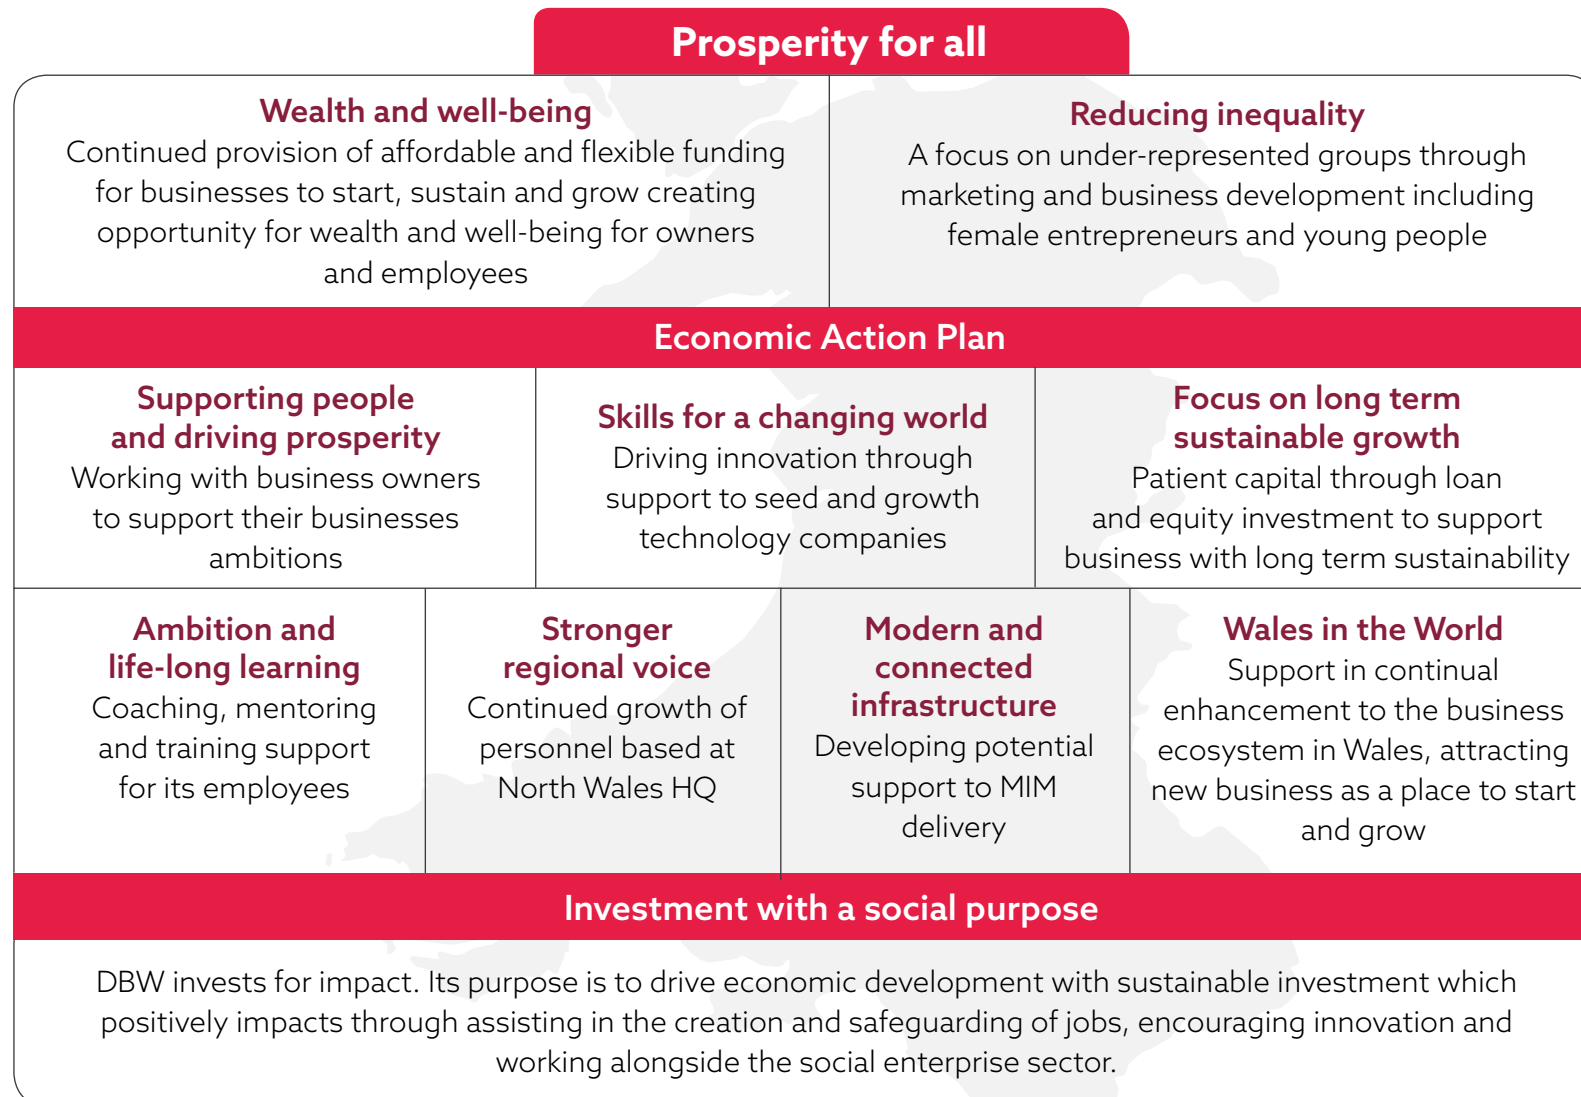 Prosperity for all
Wealth and well-being
Continued provision of affordable and flexible funding
for businesses to start, sustain and grow creating
opportunity for wealth and well-being for owners
and employees
Reducing inequality
A focus on under-represented groups through
marketing and business development including
female entrepreneurs and young people
Economic Action Plan
Supporting people
and driving prosperity
Working with business owners
to support their businesses
ambitions
Skills for a changing world
Driving innovation through
support to seed and growth
technology companies
Focus on long term
sustainable growth
Patient capital through loan
and equity investment to support
business with long term sustainability
Ambition and
life-long learning
Coaching, mentoring
and training support
for its employees
Stronger
regional voice
Continued growth of
personnel based at
North Wales HQ
Modern and
connected
infrastructure
Developing potential
support to MIM
delivery
Wales in the World
Support in continual
enhancement to the business
ecosystem in Wales, attracting
new business as a place to start
and grow
Investment with a social purpose
DBW invests for impact. Its purpose is to drive economic development with sustainable investment which
positively impacts through assisting in the creation and safeguarding of jobs, encouraging innovation and
working alongside the social enterprise sector.